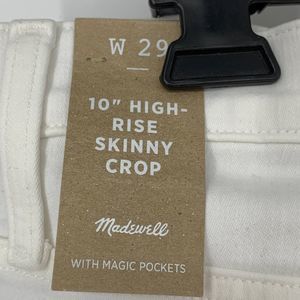 W 29
10" HIGH-
RISE
SKINNY
CROP
Madewell
WITH MAGIC POCKETS